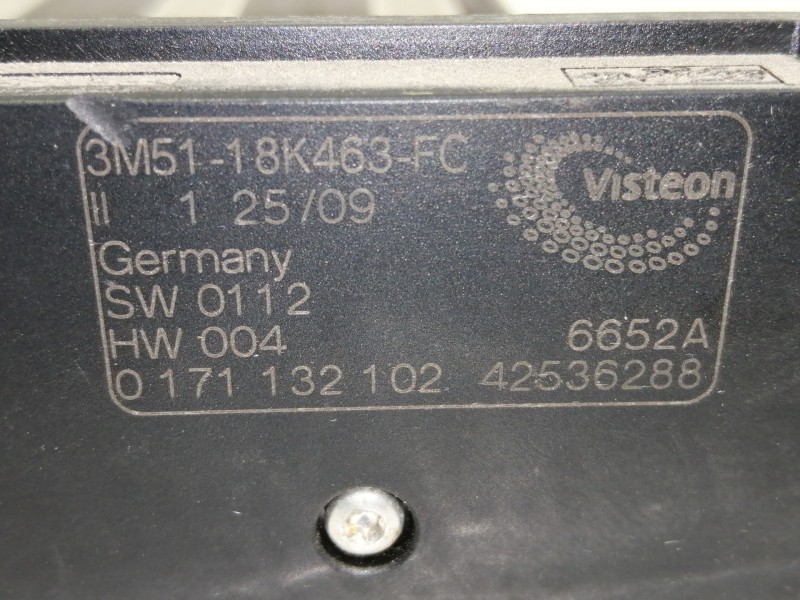 3M51-18K463-FC
Visteon
II 1 25/09
Germany
SW 0112
HW 004 6652A
0 171 132 102 42536288